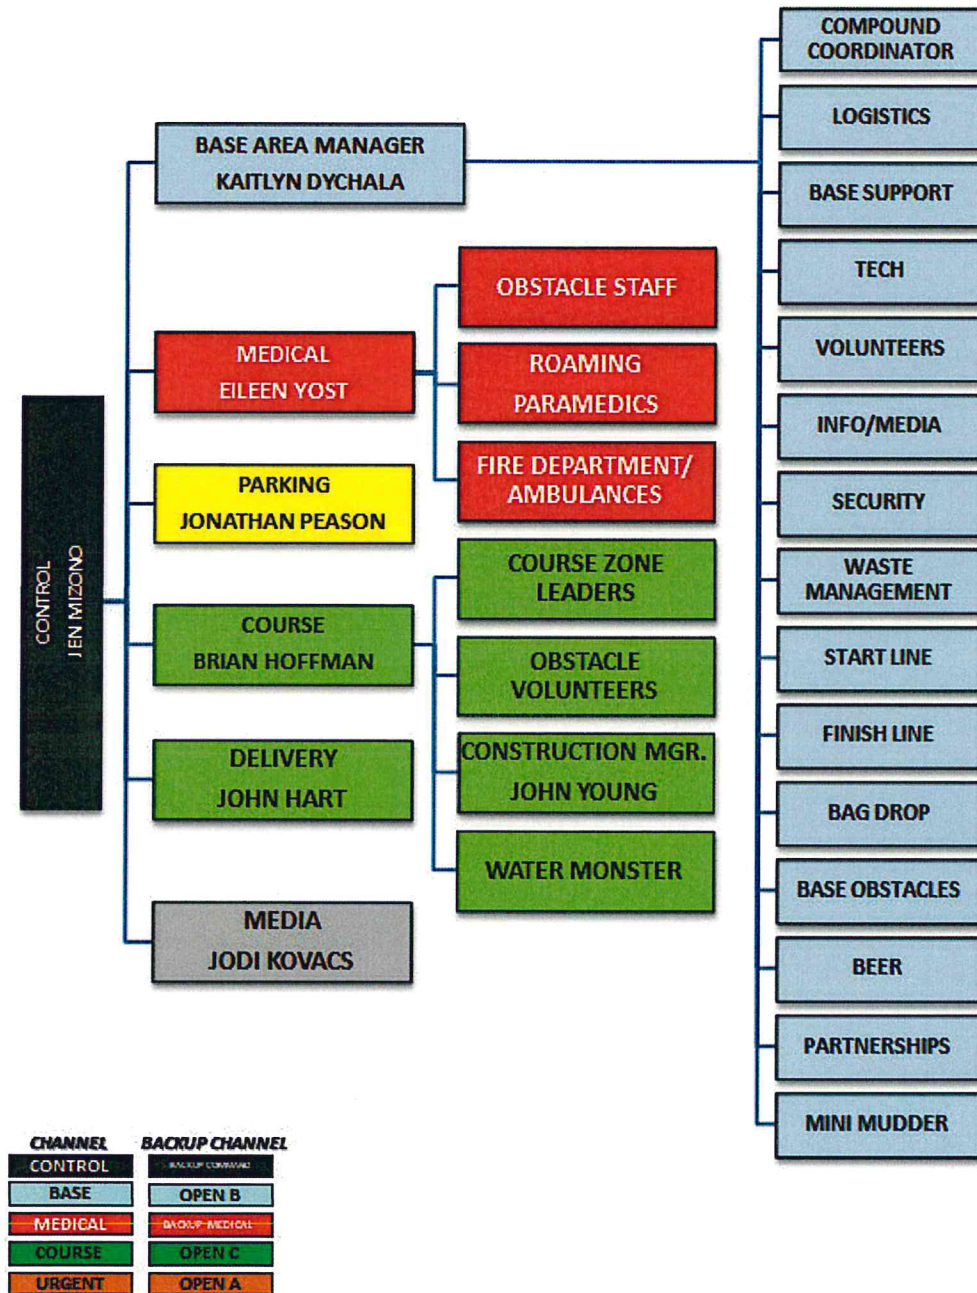 CONTROL
JEN MIZONO
BASE AREA MANAGER
KAITLYN DYCHALA
MEDICAL
EILEEN YOST
PARKING
JONATHAN PEASON
COURSE
BRIAN HOFFMAN
DELIVERY
JOHN HART
MEDIA
JODI KOVACS
OBSTACLE STAFF
ROAMING
PARAMEDICS
FIRE DEPARTMENT/
AMBULANCES
COURSE ZONE
LEADERS
OBSTACLE
VOLUNTEERS
CONSTRUCTION MGR.
JOHN YOUNG
WATER MONSTER
COMPOUND
COORDINATOR
LOGISTICS
BASE SUPPORT
TECH
VOLUNTEERS
INFO/MEDIA
SECURITY
WASTE
MANAGEMENT
START LINE
FINISH LINE
BAG DROP
BASE OBSTACLES
BEER
PARTNERSHIPS
MINI MUDDER
CHANNEL BACKUP CHANNEL
CONTROL BACKUP COMMAND
BASE OPEN B
MEDICAL BACKUP MEDICAL
COURSE OPEN C
URGENT OPEN A